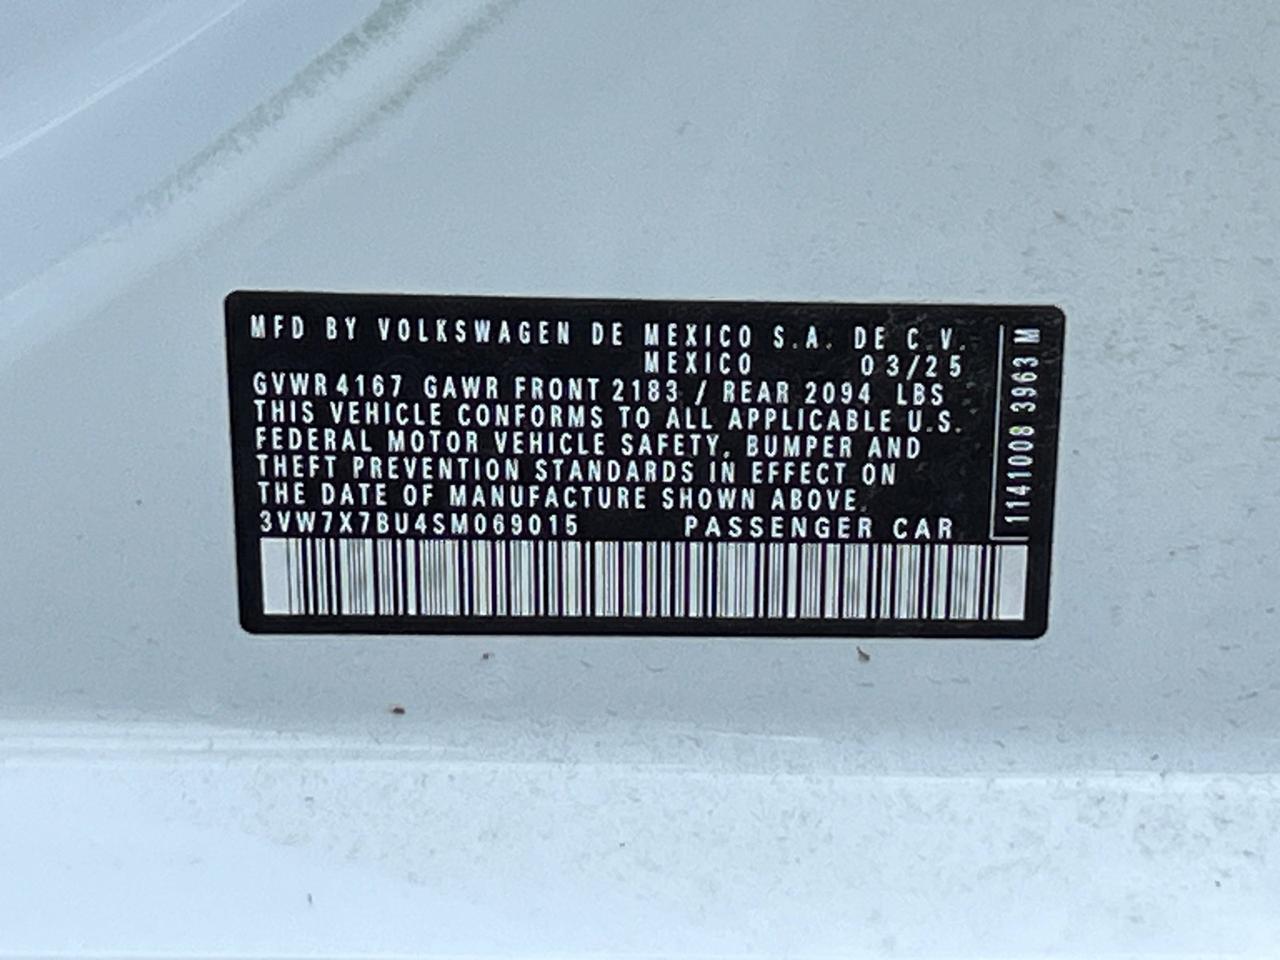 MFD BY VOLKSWAGEN DE MEXICO S.A. DE C.V.
MEXICO 03/25
GVWR 4167 GAWR FRONT 2183 / REAR 2094 LBS
THIS VEHICLE CONFORMS TO ALL APPLICABLE U.S.
FEDERAL MOTOR VEHICLE SAFETY, BUMPER AND
THEFT PREVENTION STANDARDS IN EFFECT ON
THE DATE OF MANUFACTURE SHOWN ABOVE.
3VW7X7BU4SM069015 PASSENGER CAR
1141008 3963 M